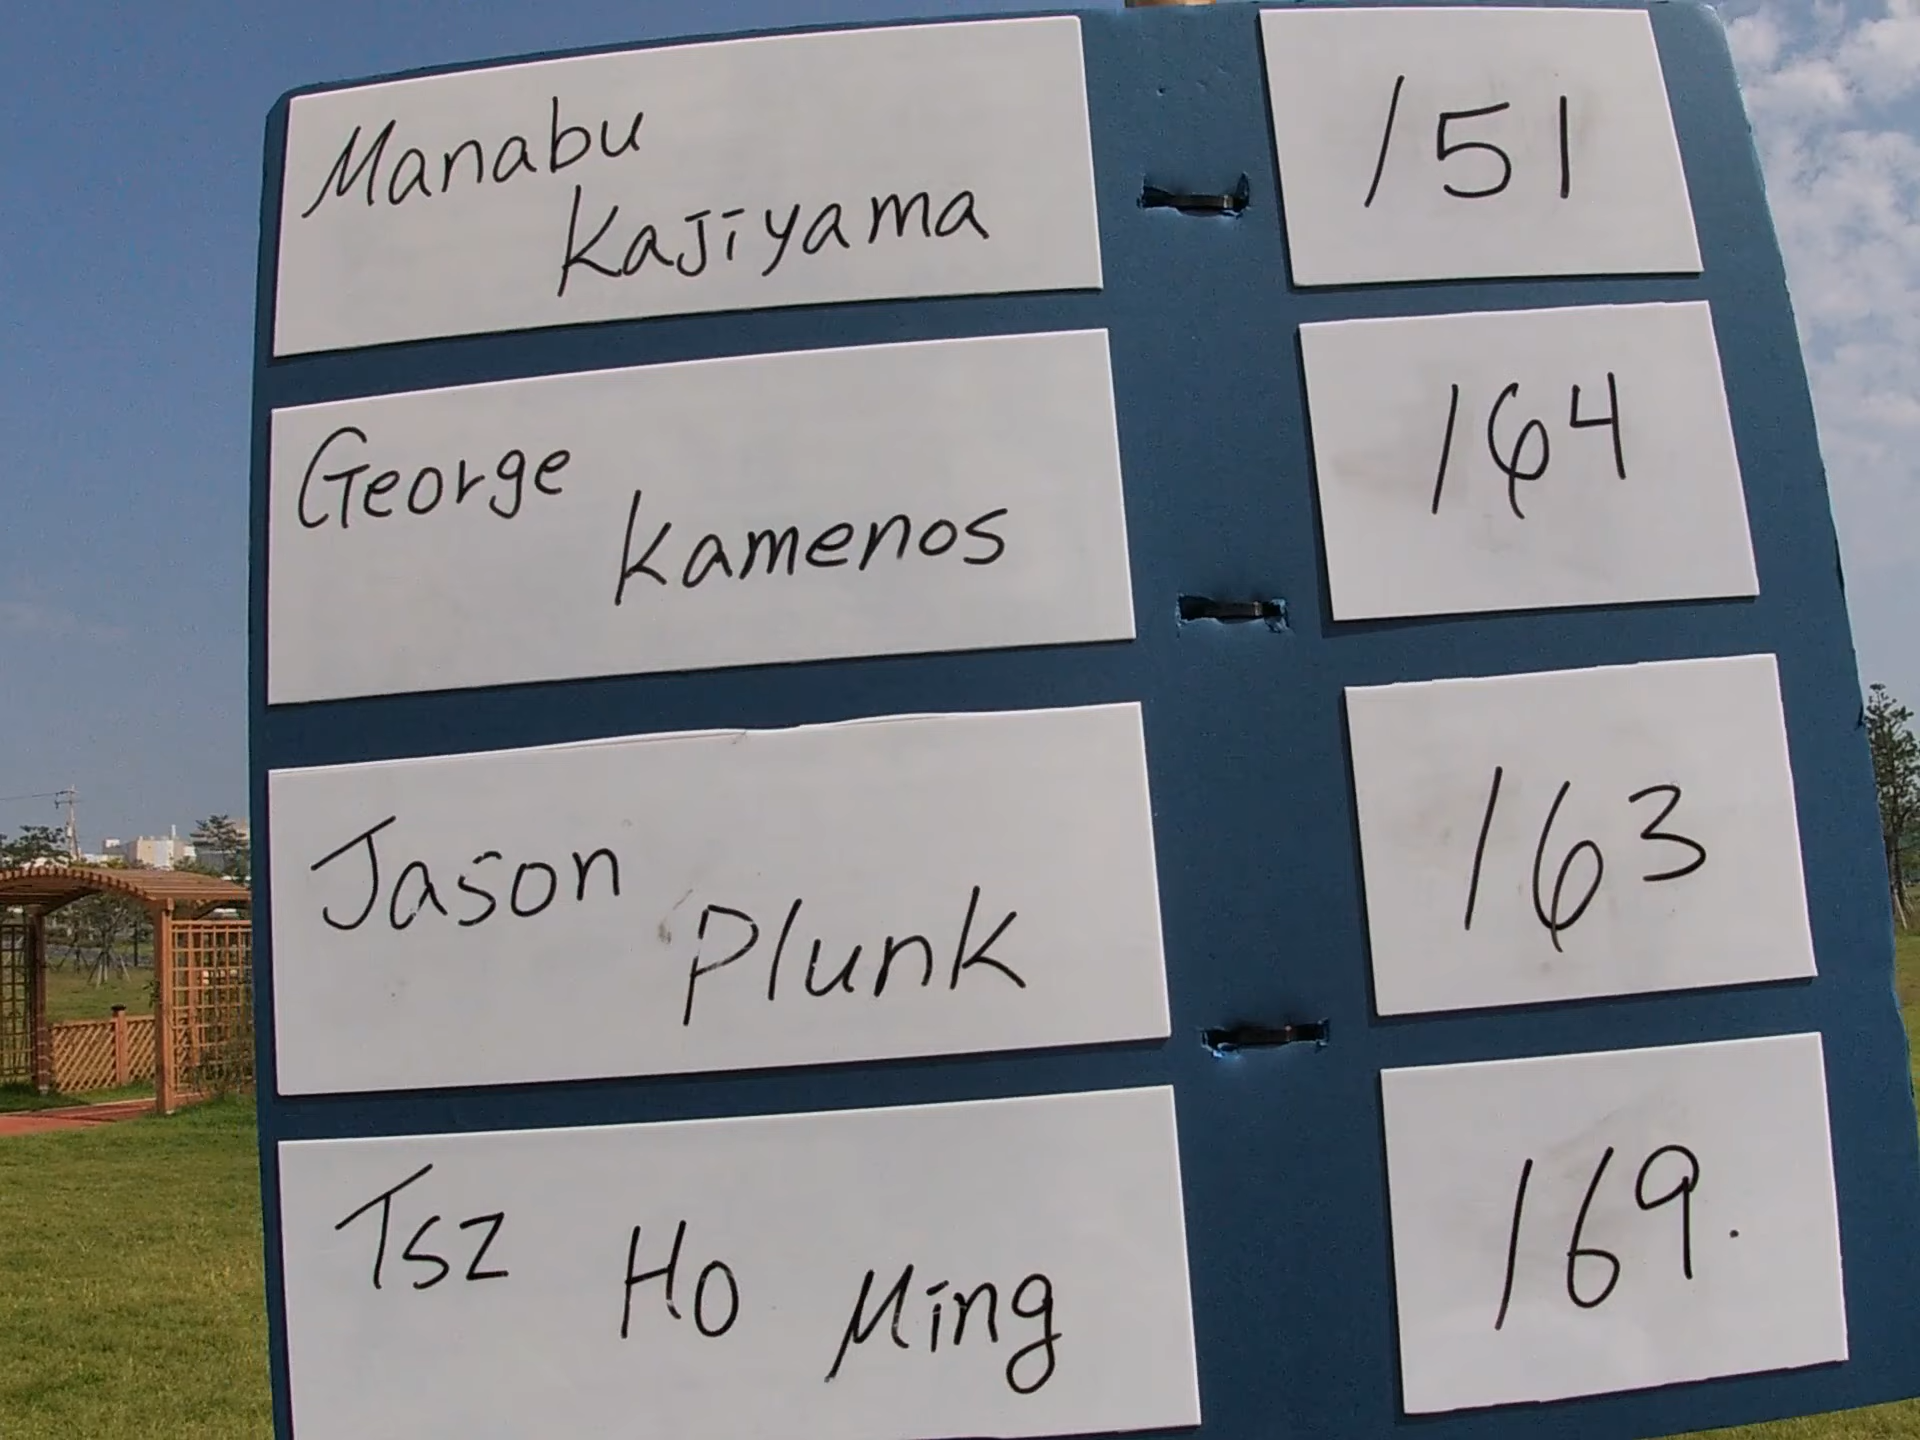 Manabu
Kajiyama
151
George
Kamenos
164
Jason
Plunk
163
Tsz Ho Ming
169.